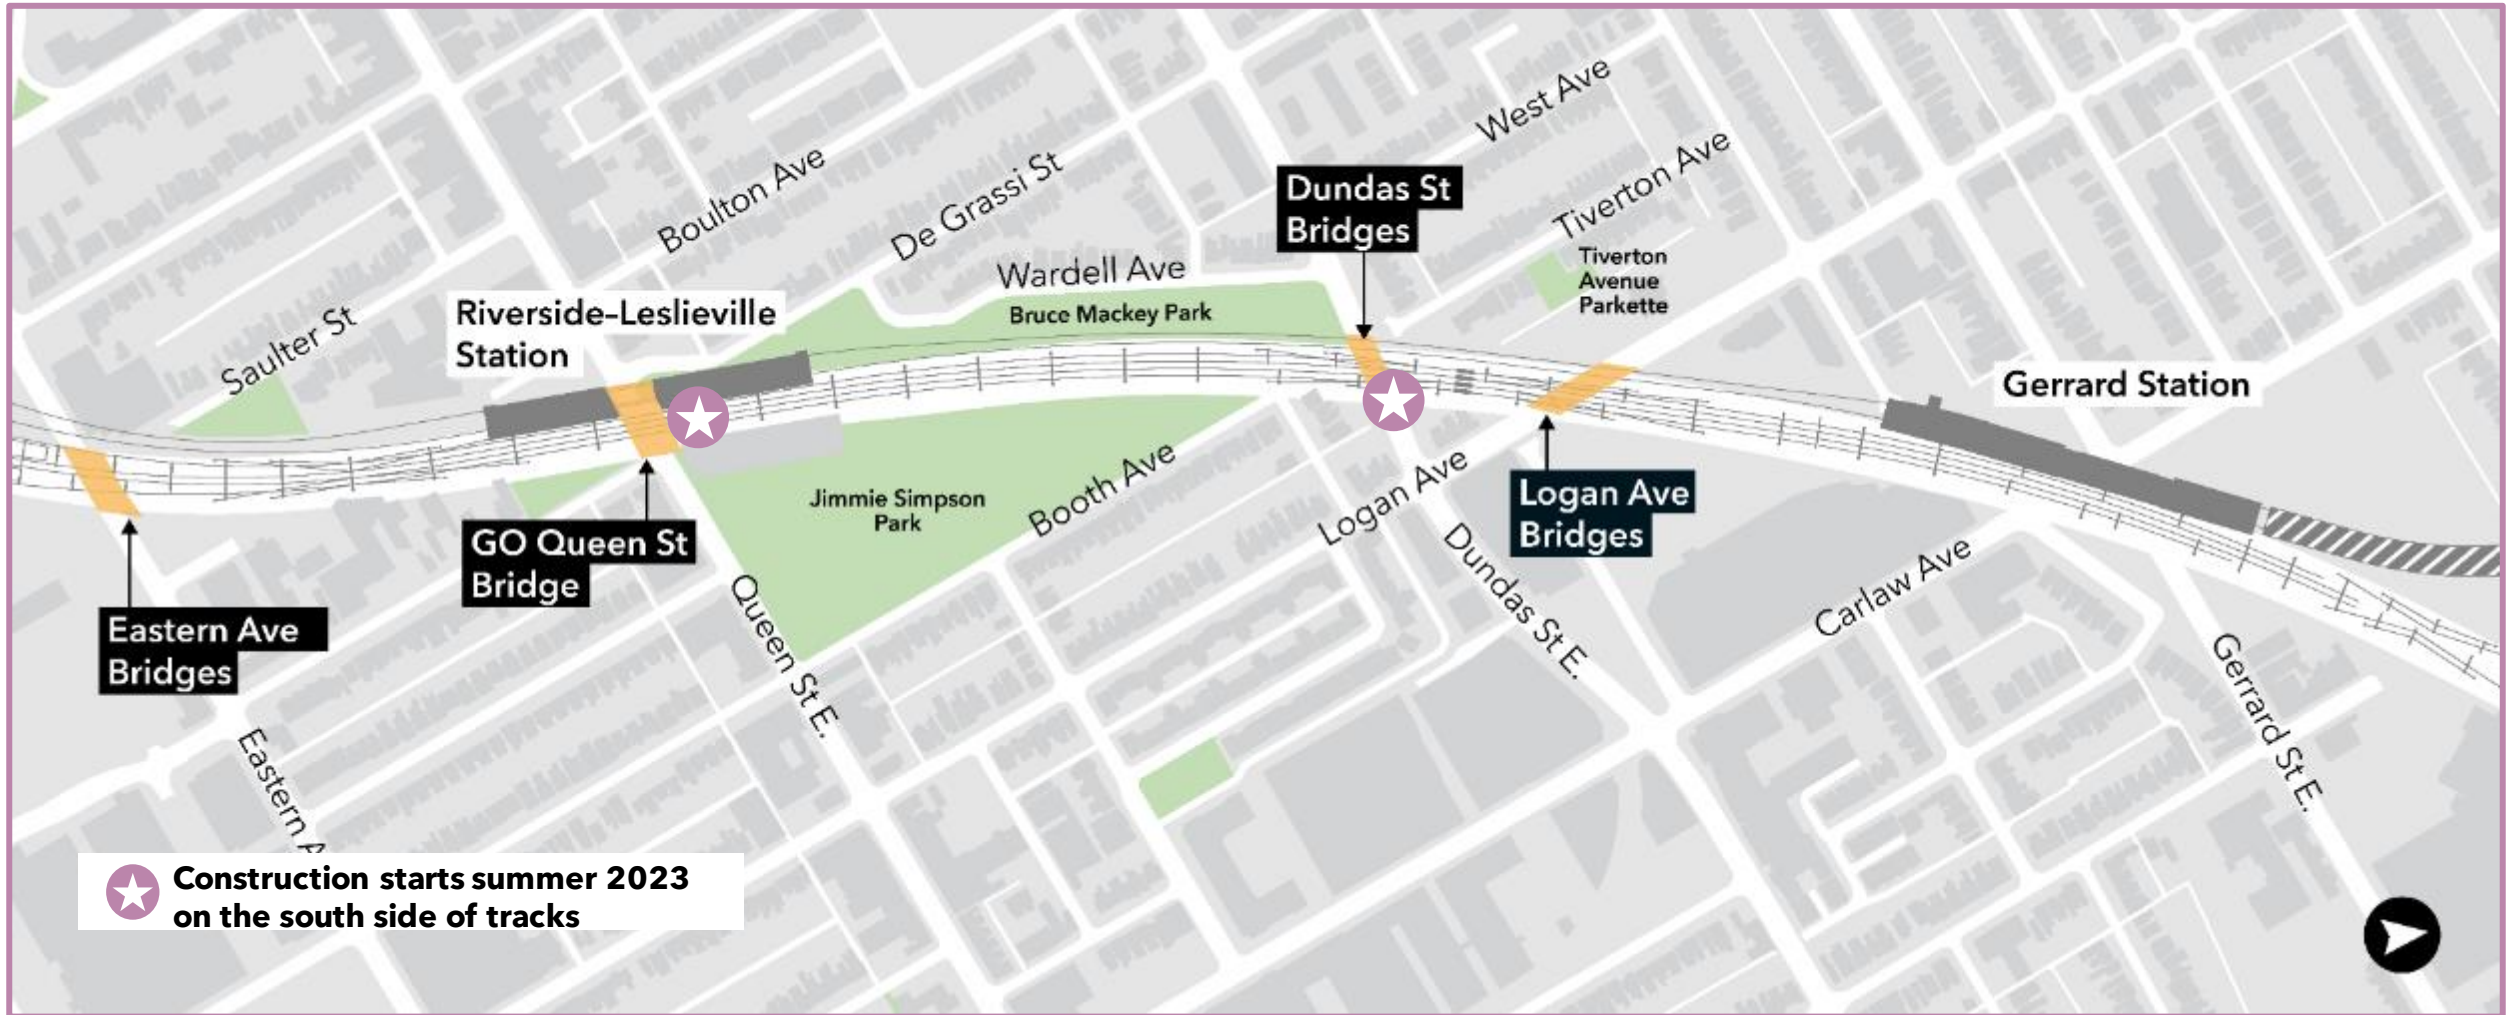 West Ave
Boulton Ave
De Grassi St
Tiverton Ave
Dundas St
Bridges
Tiverton
Avenue
Parkette
Wardell Ave
Bruce Mackey Park
Saulter St
Riverside–Leslieville
Station
Gerrard Station
Jimmie Simpson
Park
Booth Ave
Logan Ave
Logan Ave
Bridges
GO Queen St
Bridge
Eastern Ave
Bridges
Queen St E.
Dundas St E.
Carlaw Ave
Gerrard St E.
Eastern A
Construction starts summer 2023
on the south side of tracks